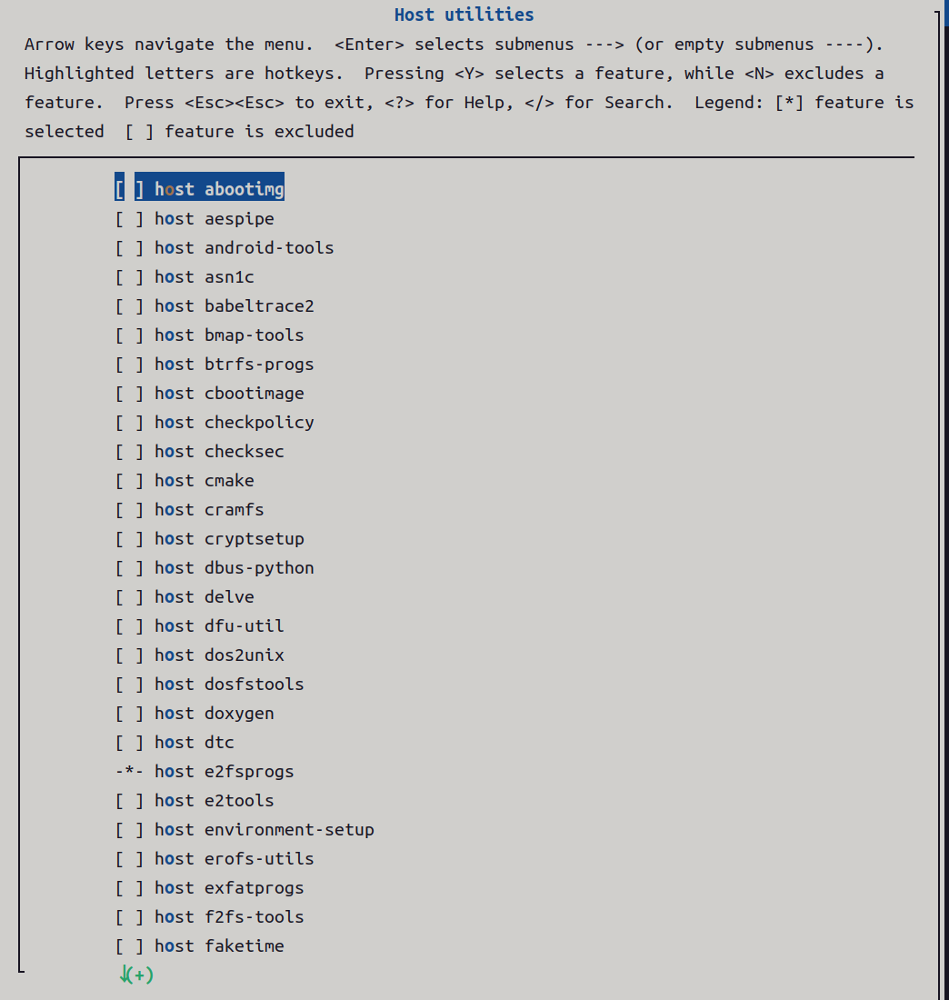 Host utilities
Arrow keys navigate the menu.  <Enter> selects submenus ---> (or empty submenus ----).
Highlighted letters are hotkeys.  Pressing <Y> selects a feature, while <N> excludes a
feature.  Press <Esc><Esc> to exit, <?> for Help, </> for Search.  Legend: [*] feature is
selected  [ ] feature is excluded
[ ] host abootimg
[ ] host aespipe
[ ] host android-tools
[ ] host asn1c
[ ] host babeltrace2
[ ] host bmap-tools
[ ] host btrfs-progs
[ ] host cbootimage
[ ] host checkpolicy
[ ] host checksec
[ ] host cmake
[ ] host cramfs
[ ] host cryptsetup
[ ] host dbus-python
[ ] host delve
[ ] host dfu-util
[ ] host dos2unix
[ ] host dosfstools
[ ] host doxygen
[ ] host dtc
-*- host e2fsprogs
[ ] host e2tools
[ ] host environment-setup
[ ] host erofs-utils
[ ] host exfatprogs
[ ] host f2fs-tools
[ ] host faketime
↓(+)